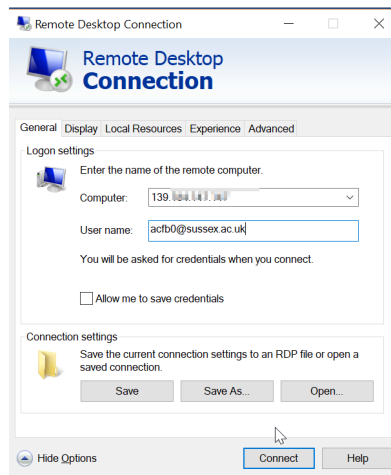 Remote Desktop Connection
Remote Desktop
Connection
General Display Local Resources Experience Advanced
Logon settings
Enter the name of the remote computer.
Computer: 139.
User name: acfb0@sussex.ac.uk
You will be asked for credentials when you connect.
Allow me to save credentials
Connection settings
Save the current connection settings to an RDP file or open a
saved connection.
Save Save As... Open...
Hide Options Connect Help